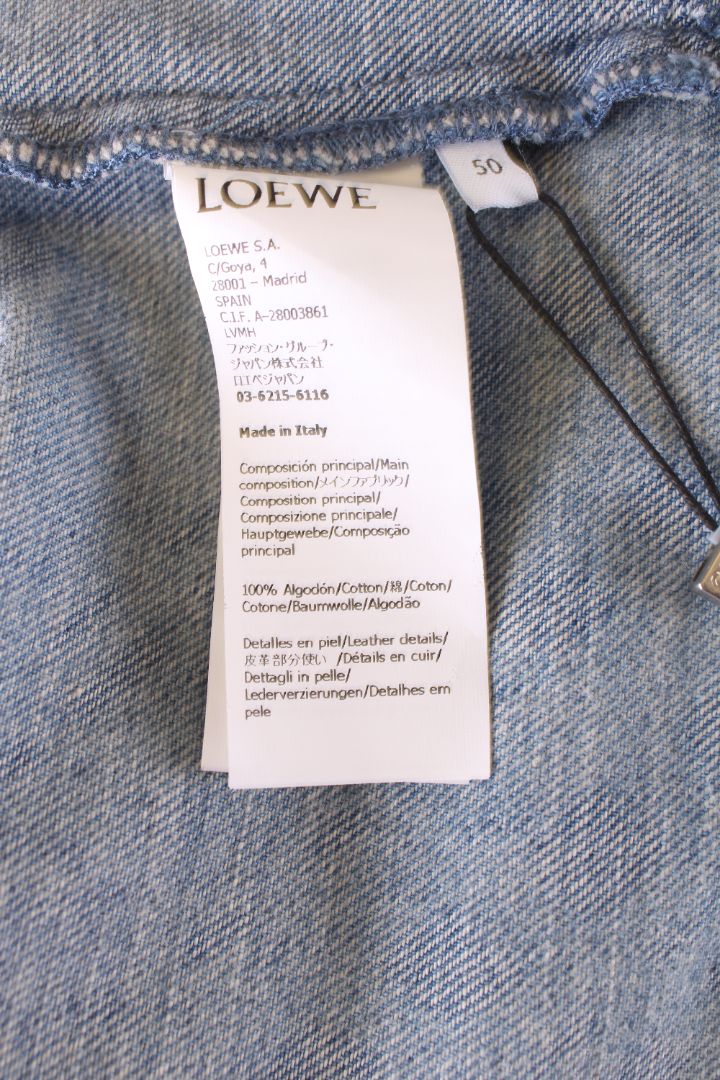 LOEWE
50
LOEWE S.A.
C/Goya, 4
28001 - Madrid
SPAIN
C.I.F. A-28003861
LVMH
ファッション・グループ・
ジャパン株式会社
ロエベジャパン
03-6215-6116
Made in Italy
Composición principal/Main
composition/メインファブリック/
Composition principal/
Composizione principale/
Hauptgewebe/Composição
principal
100% Algodón/Cotton/綿/Coton/
Cotone/Baumwolle/Algodão
Detalles en piel/Leather details/
皮革部分使い /Détails en cuir/
Dettagli in pelle/
Lederverzierungen/Detalhes em
pele